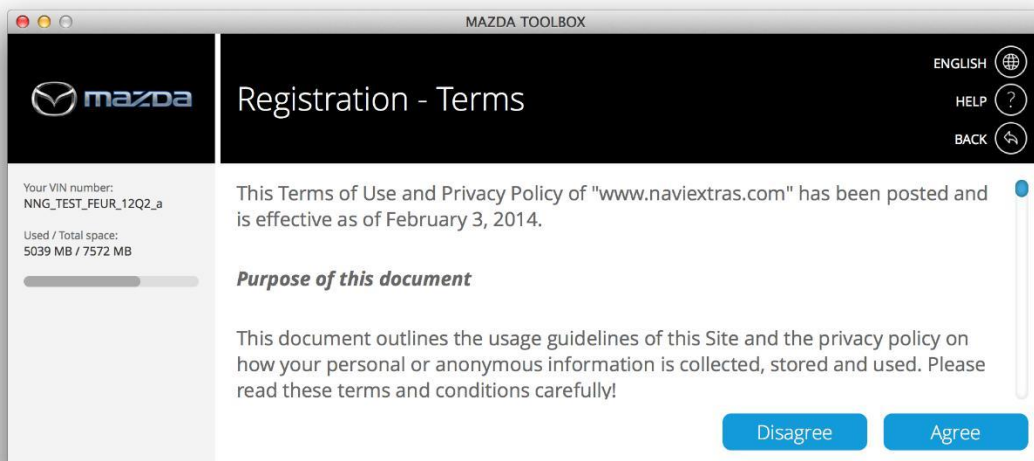 MAZDA TOOLBOX
mazda
Registration - Terms
ENGLISH
HELP
?
BACK
Your VIN number:
NNG_TEST_FEUR_12Q2_a
Used / Total space:
5039 MB / 7572 MB
This Terms of Use and Privacy Policy of "www.naviextras.com" has been posted and
is effective as of February 3, 2014.
Purpose of this document
This document outlines the usage guidelines of this Site and the privacy policy on
how your personal or anonymous information is collected, stored and used. Please
read these terms and conditions carefully!
Disagree
Agree